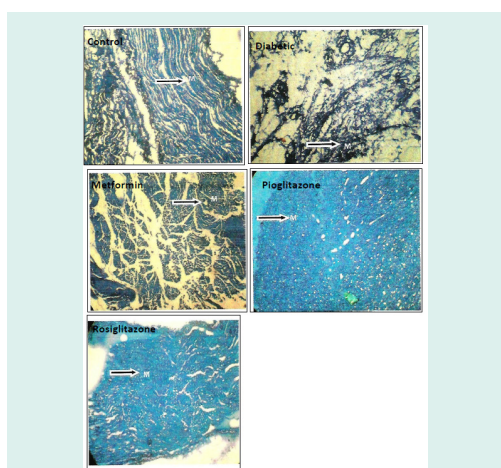 Control
M
Diabetic
Metformin
M
Pioglitazone
M
Rosiglitazone
M